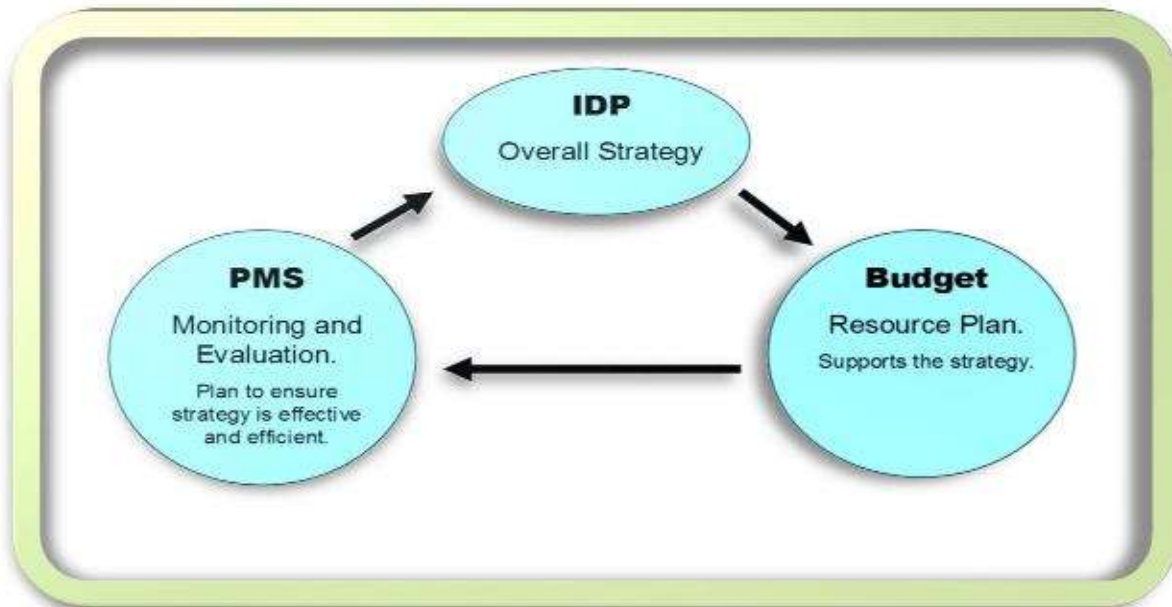 IDP
Overall Strategy
PMS
Monitoring and
Evaluation.
Plan to ensure
strategy is effective
and efficient.
Budget
Resource Plan.
Supports the strategy.